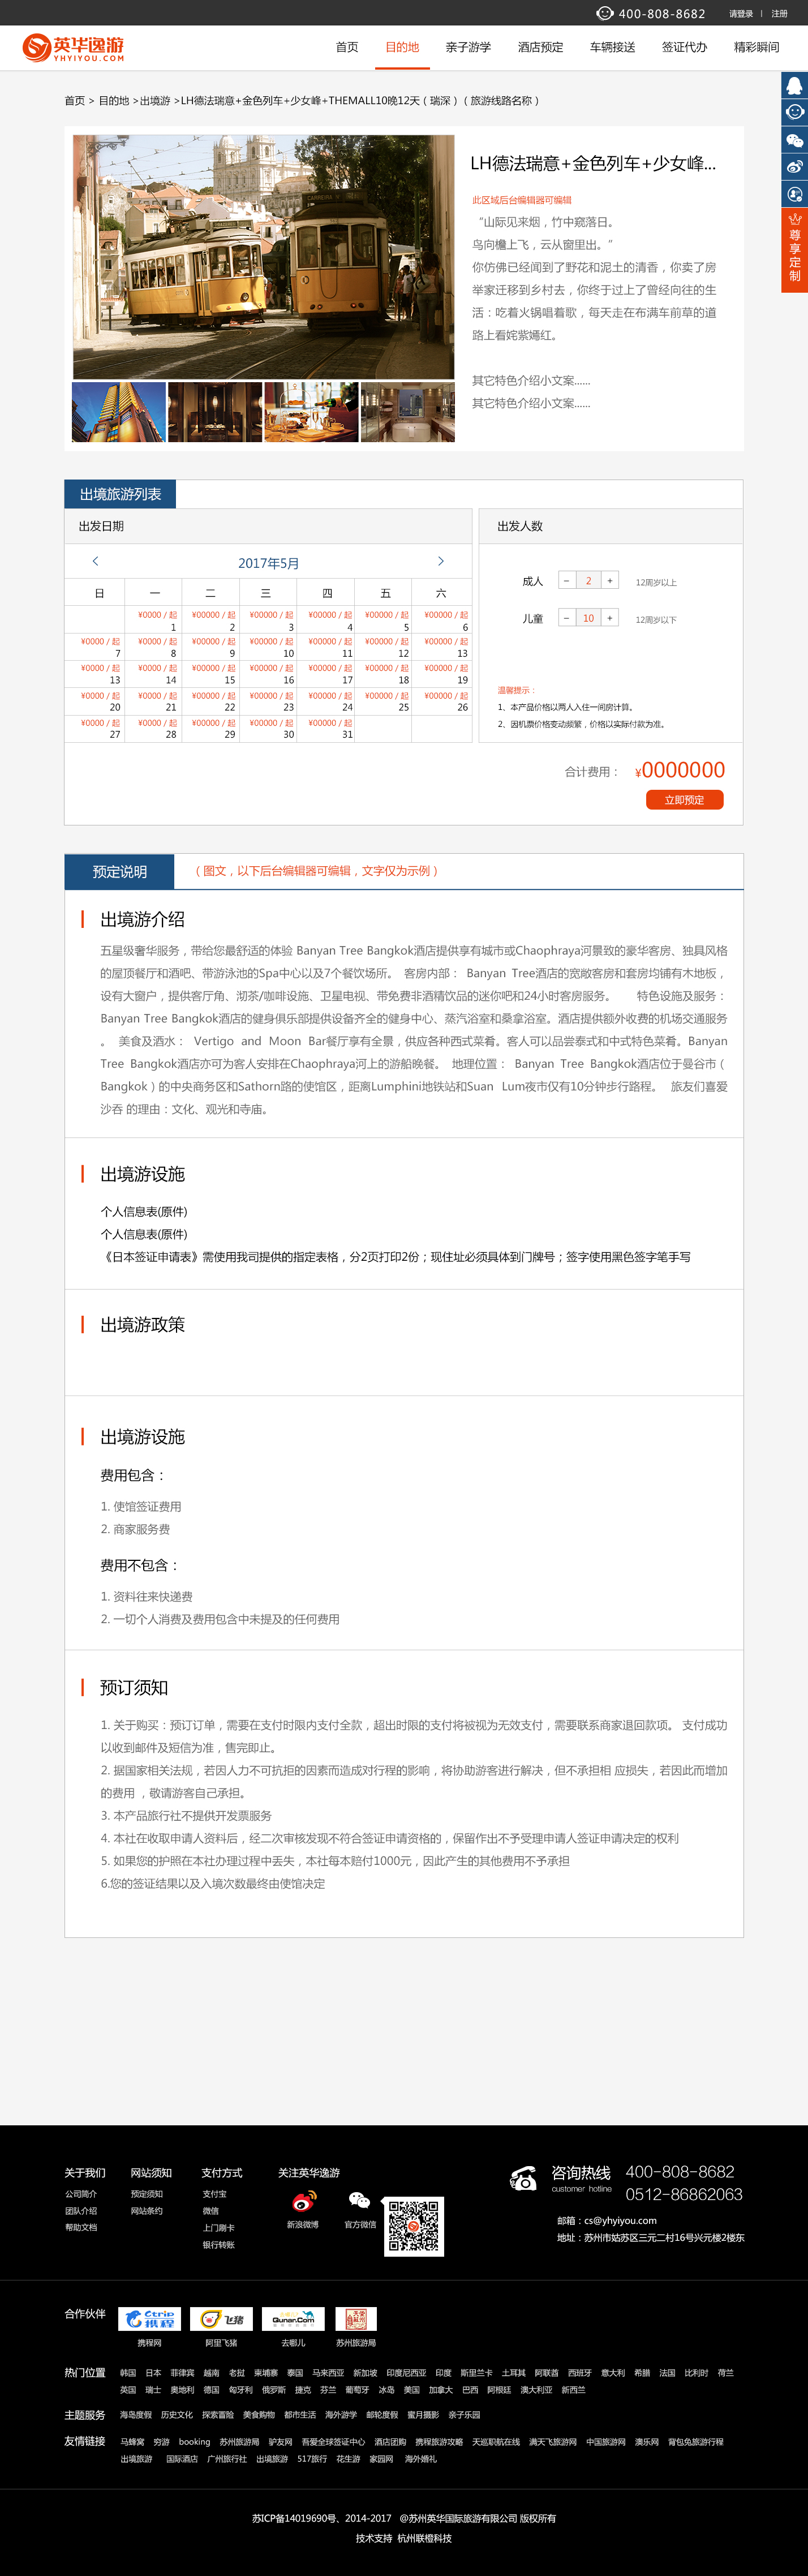 400-808-8682 请登录 | 注册
英华逸游
YHYIYOU.COM
首页 目的地 亲子游学 酒店预定 车辆接送 签证代办 精彩瞬间
尊享定制
首页 > 目的地 >出境游 >LH德法瑞意+金色列车+少女峰+THEMALL10晚12天（瑞深）( 旅游线路名称 )
LH德法瑞意+金色列车+少女峰...
此区域后台编辑器可编辑
“山际见来烟，竹中窥落日。
鸟向檐上飞，云从窗里出。”
你仿佛已经闻到了野花和泥土的清香，你卖了房
举家迁移到乡村去，你终于过上了曾经向往的生
活：吃着火锅唱着歌，每天走在布满车前草的道
路上看姹紫嫣红。
其它特色介绍小文案......
其它特色介绍小文案......
出境旅游列表
出发日期
2017年5月
日 一 二 三 四 五 六
¥0000 / 起 ¥00000 / 起 ¥00000 / 起 ¥00000 / 起 ¥00000 / 起 ¥00000 / 起
1 2 3 4 5 6
¥0000 / 起 ¥0000 / 起 ¥00000 / 起 ¥00000 / 起 ¥00000 / 起 ¥00000 / 起 ¥00000 / 起
7 8 9 10 11 12 13
¥0000 / 起 ¥0000 / 起 ¥00000 / 起 ¥00000 / 起 ¥00000 / 起 ¥00000 / 起 ¥00000 / 起
13 14 15 16 17 18 19
¥0000 / 起 ¥0000 / 起 ¥00000 / 起 ¥00000 / 起 ¥00000 / 起 ¥00000 / 起 ¥00000 / 起
20 21 22 23 24 25 26
¥0000 / 起 ¥0000 / 起 ¥00000 / 起 ¥00000 / 起 ¥00000 / 起
27 28 29 30 31
出发人数
成人 − 2 + 12周岁以上
儿童 − 10 + 12周岁以下
温馨提示：
1、本产品价格以两人入住一间房计算。
2、因机票价格变动频繁，价格以实际付款为准。
合计费用： ¥0000000
立即预定
预定说明
（图文，以下后台编辑器可编辑，文字仅为示例）
出境游介绍
五星级奢华服务，带给您最舒适的体验 Banyan Tree Bangkok酒店提供享有城市或Chaophraya河景致的豪华客房、独具风格
的屋顶餐厅和酒吧、带游泳池的Spa中心以及7个餐饮场所。 客房内部： Banyan Tree酒店的宽敞客房和套房均铺有木地板，
设有大窗户，提供客厅角、沏茶/咖啡设施、卫星电视、带免费非酒精饮品的迷你吧和24小时客房服务。 特色设施及服务：
Banyan Tree Bangkok酒店的健身俱乐部提供设备齐全的健身中心、蒸汽浴室和桑拿浴室。酒店提供额外收费的机场交通服务
。 美食及酒水： Vertigo and Moon Bar餐厅享有全景，供应各种西式菜肴。客人可以品尝泰式和中式特色菜肴。Banyan
Tree Bangkok酒店亦可为客人安排在Chaophraya河上的游船晚餐。 地理位置： Banyan Tree Bangkok酒店位于曼谷市（
Bangkok）的中央商务区和Sathorn路的使馆区，距离Lumphini地铁站和Suan Lum夜市仅有10分钟步行路程。 旅友们喜爱
沙吞 的理由：文化、观光和寺庙。
出境游设施
个人信息表(原件)
个人信息表(原件)
《日本签证申请表》需使用我司提供的指定表格，分2页打印2份；现住址必须具体到门牌号；签字使用黑色签字笔手写
出境游政策
出境游设施
费用包含：
1. 使馆签证费用
2. 商家服务费
费用不包含：
1. 资料往来快递费
2. 一切个人消费及费用包含中未提及的任何费用
预订须知
1. 关于购买：预订订单，需要在支付时限内支付全款，超出时限的支付将被视为无效支付，需要联系商家退回款项。 支付成功
以收到邮件及短信为准，售完即止。
2. 据国家相关法规，若因人力不可抗拒的因素而造成对行程的影响，将协助游客进行解决，但不承担相 应损失，若因此而增加
的费用 ，敬请游客自己承担。
3. 本产品旅行社不提供开发票服务
4. 本社在收取申请人资料后，经二次审核发现不符合签证申请资格的，保留作出不予受理申请人签证申请决定的权利
5. 如果您的护照在本社办理过程中丢失，本社每本赔付1000元，因此产生的其他费用不予承担
6.您的签证结果以及入境次数最终由使馆决定
关于我们 网站须知 支付方式 关注英华逸游
公司简介 预定须知 支付宝
团队介绍 网站条约 微信
帮助文档 上门刷卡
银行转账
新浪微博 官方微信
咨询热线 400-808-8682
customer hotline 0512-86862063
邮箱：cs@yhyiyou.com
地址：苏州市姑苏区三元二村16号兴元楼2楼东
合作伙伴
Ctrip 携程 飞猪 Qunar.Com
携程网 阿里飞猪 去哪儿 苏州旅游局
热门位置 韩国 日本 菲律宾 越南 老挝 柬埔寨 泰国 马来西亚 新加坡 印度尼西亚 印度 斯里兰卡 土耳其 阿联酋 西班牙 意大利 希腊 法国 比利时 荷兰
英国 瑞士 奥地利 德国 匈牙利 俄罗斯 捷克 芬兰 葡萄牙 冰岛 美国 加拿大 巴西 阿根廷 澳大利亚 新西兰
主题服务 海岛度假 历史文化 探索冒险 美食购物 都市生活 海外游学 邮轮度假 蜜月摄影 亲子乐园
友情链接 马蜂窝 穷游 booking 苏州旅游局 驴友网 吾爱全球签证中心 酒店团购 携程旅游攻略 天巡职航在线 满天飞旅游网 中国旅游网 澳乐网 背包兔旅游行程
出境旅游 国际酒店 广州旅行社 出境旅游 517旅行 花生游 家园网 海外婚礼
苏ICP备14019690号、2014-2017 @苏州英华国际旅游有限公司 版权所有
技术支持 杭州联橙科技